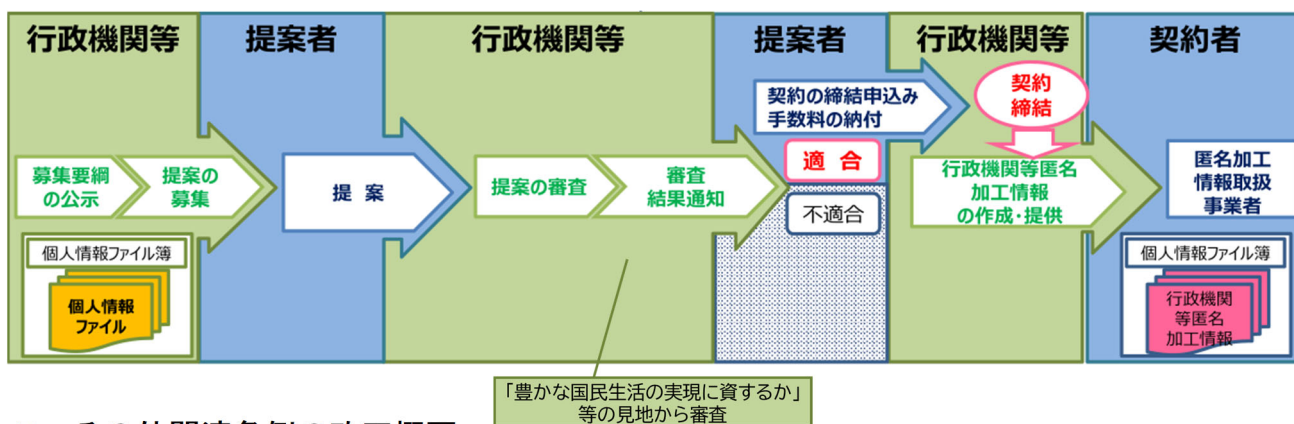 行政機関等
提案者
行政機関等
提案者
行政機関等
契約者
募集要綱
の公示
提案の
募集
提 案
提案の審査
審査
結果通知
契約の締結申込み
手数料の納付
適 合
不適合
契約
締結
行政機関等匿名
加工情報
の作成・提供
匿名加工
情報取扱
事業者
個人情報ファイル簿
個人情報
ファイル
個人情報ファイル簿
行政機関
等匿名
加工情報
「豊かな国民生活の実現に資するか」
等の見地から審査